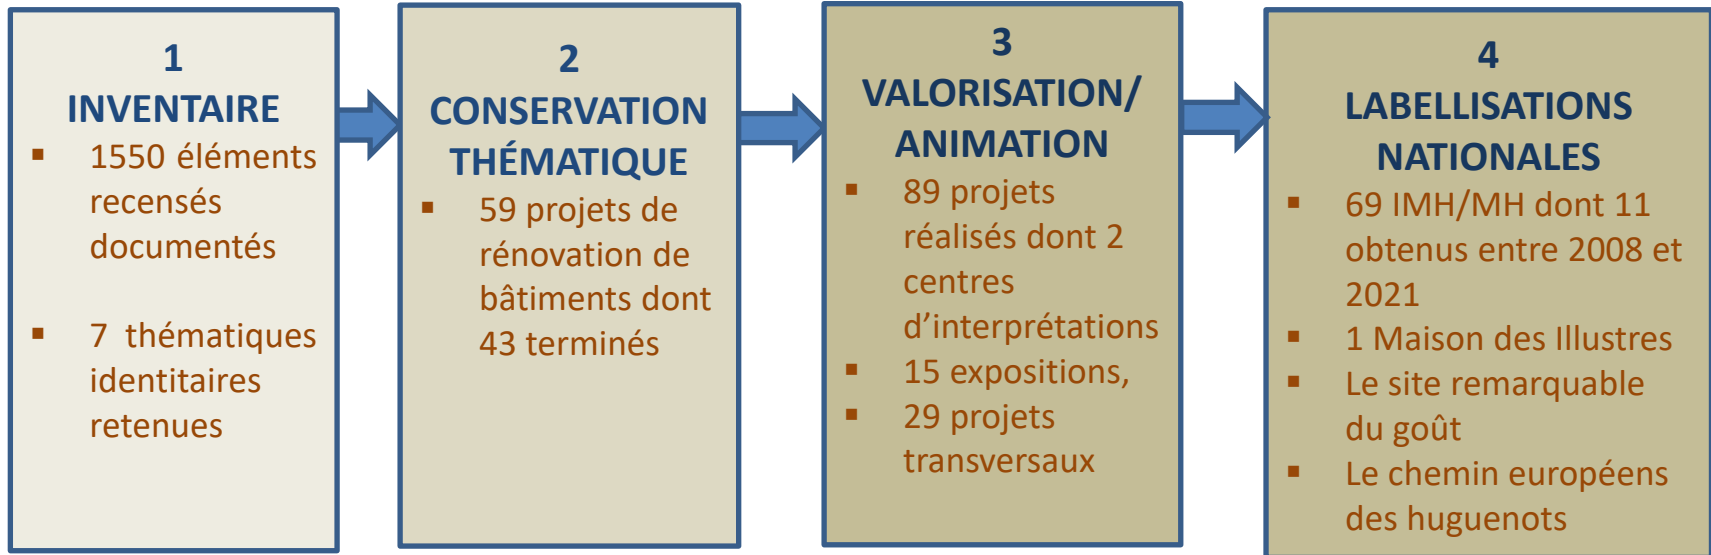 1
INVENTAIRE
▪ 1550 éléments
recensés
documentés
▪ 7 thématiques
identitaires
retenues
2
CONSERVATION
THÉMATIQUE
▪ 59 projets de
rénovation de
bâtiments dont
43 terminés
3
VALORISATION/
ANIMATION
▪ 89 projets
réalisés dont 2
centres
d’interprétations
▪ 15 expositions,
▪ 29 projets
transversaux
4
LABELLISATIONS
NATIONALES
▪ 69 IMH/MH dont 11
obtenus entre 2008 et
2021
▪ 1 Maison des Illustres
▪ Le site remarquable
du goût
▪ Le chemin européens
des huguenots